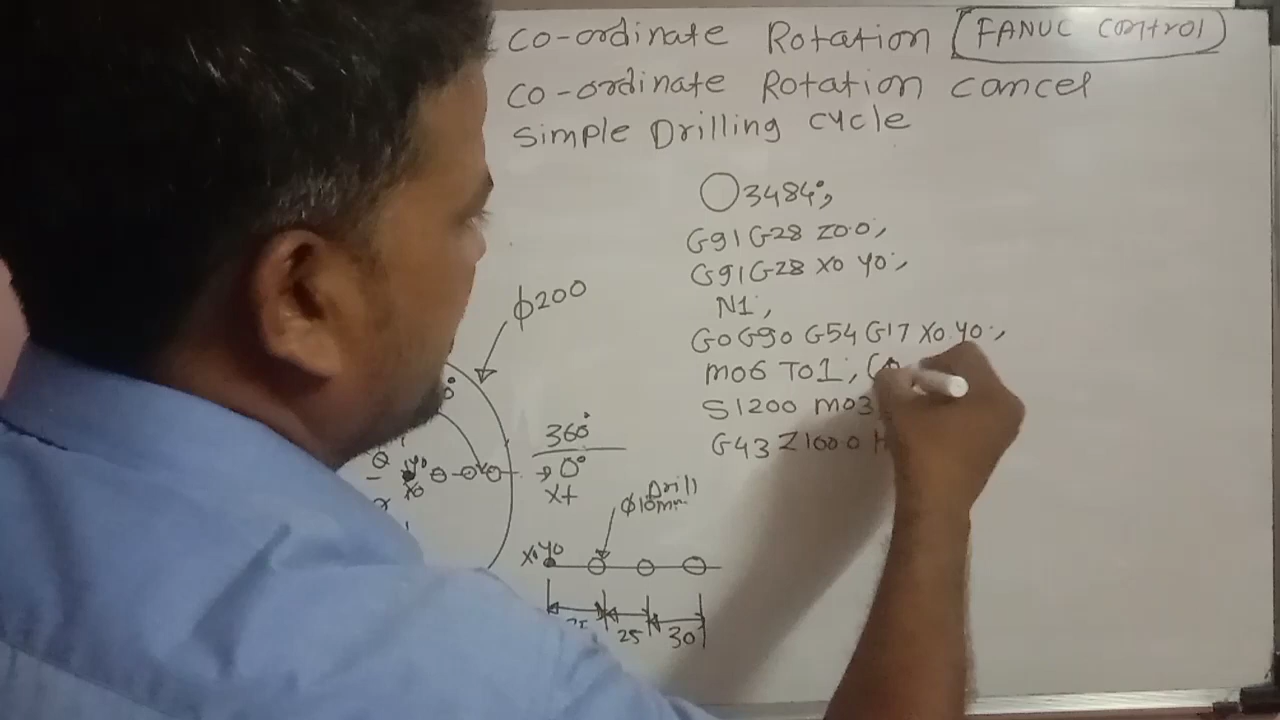 CO-ordinate Rotation (FANUC control)
CO-ordinate Rotation cancel
Simple Drilling cycle
O3484;
G91 G28 Z0.0;
G91 G28 X0 Y0;
N1;
G0 G90 G54 G17 X0. Y0.;
M06 T01; (
S1200 M03
G43 Z100.0 H
φ200
360°
→0°
X+
Y0
X0
Drill
φ10mm
X0Y0
25
30